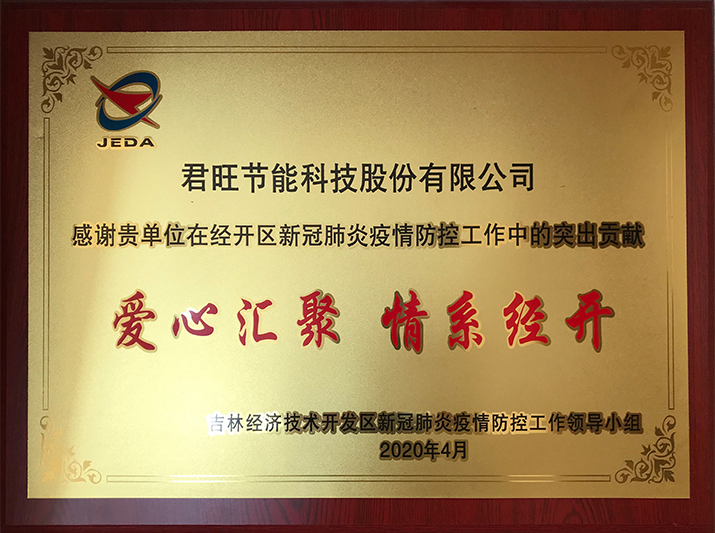 JEDA
君旺节能科技股份有限公司
感谢贵单位在经开区新冠肺炎疫情防控工作中的突出贡献
爱心汇聚 情系经开
吉林经济技术开发区新冠肺炎疫情防控工作领导小组
2020年4月